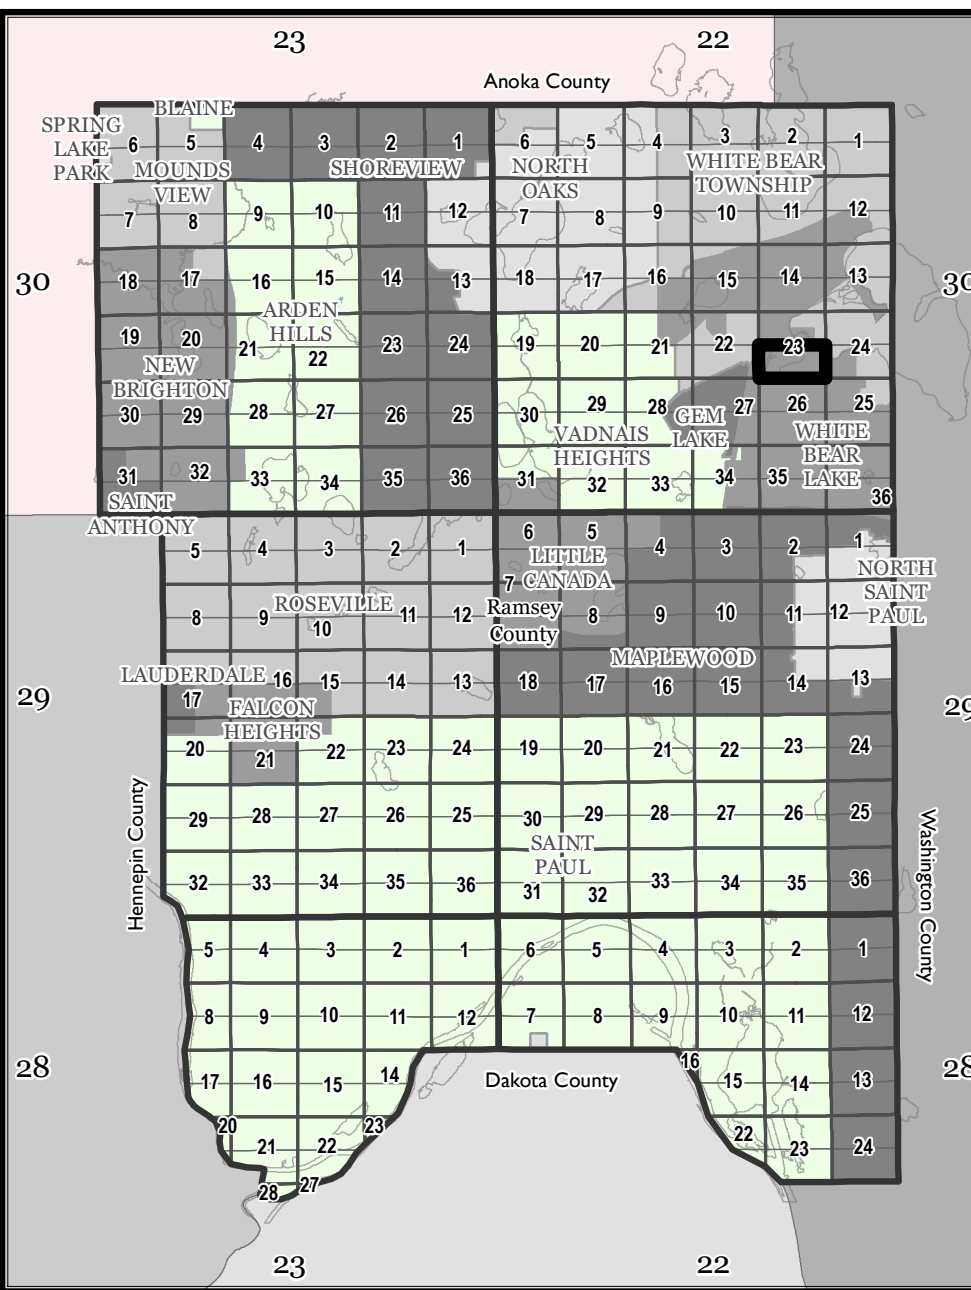 23 22
Anoka County
BLAINE
SPRING
LAKE
PARK
6 5 4 3 2 1 6 5 4 3 2 1
MOUNDS
VIEW
SHOREVIEW
NORTH
OAKS
WHITE BEAR
TOWNSHIP
7 8 9 10 11 12 7 8 9 10 11 12
30 18 17 16 15 14 13 18 17 16 15 14 13 30
ARDEN
HILLS
19 20 21 22 23 24 19 20 21 22 23 24
NEW
BRIGHTON
30 29 28 27 26 25 30 29 28 27 26 25
GEM
LAKE
VADNAIS
HEIGHTS
WHITE
BEAR
LAKE
31 32 33 34 35 36 31 32 33 34 35 36
SAINT
ANTHONY
5 4 3 2 1 6 5 4 3 2 1
LITTLE
CANADA
NORTH
SAINT
PAUL
8 9 10 11 12 7 8 9 10 11 12
ROSEVILLE
Ramsey
County
MAPLEWOOD
LAUDERDALE
29 17 16 15 14 13 18 17 16 15 14 13 29
FALCON
HEIGHTS
20 21 22 23 24 19 20 21 22 23 24
29 28 27 26 25 30 29 28 27 26 25
SAINT
PAUL
Hennepin County
Washington County
32 33 34 35 36 31 32 33 34 35 36
5 4 3 2 1 6 5 4 3 2 1
8 9 10 11 12 7 8 9 10 11 12
28 17 16 15 14 16 15 14 13 28
Dakota County
20 21 22 23 22 23 24
28 27
23 22